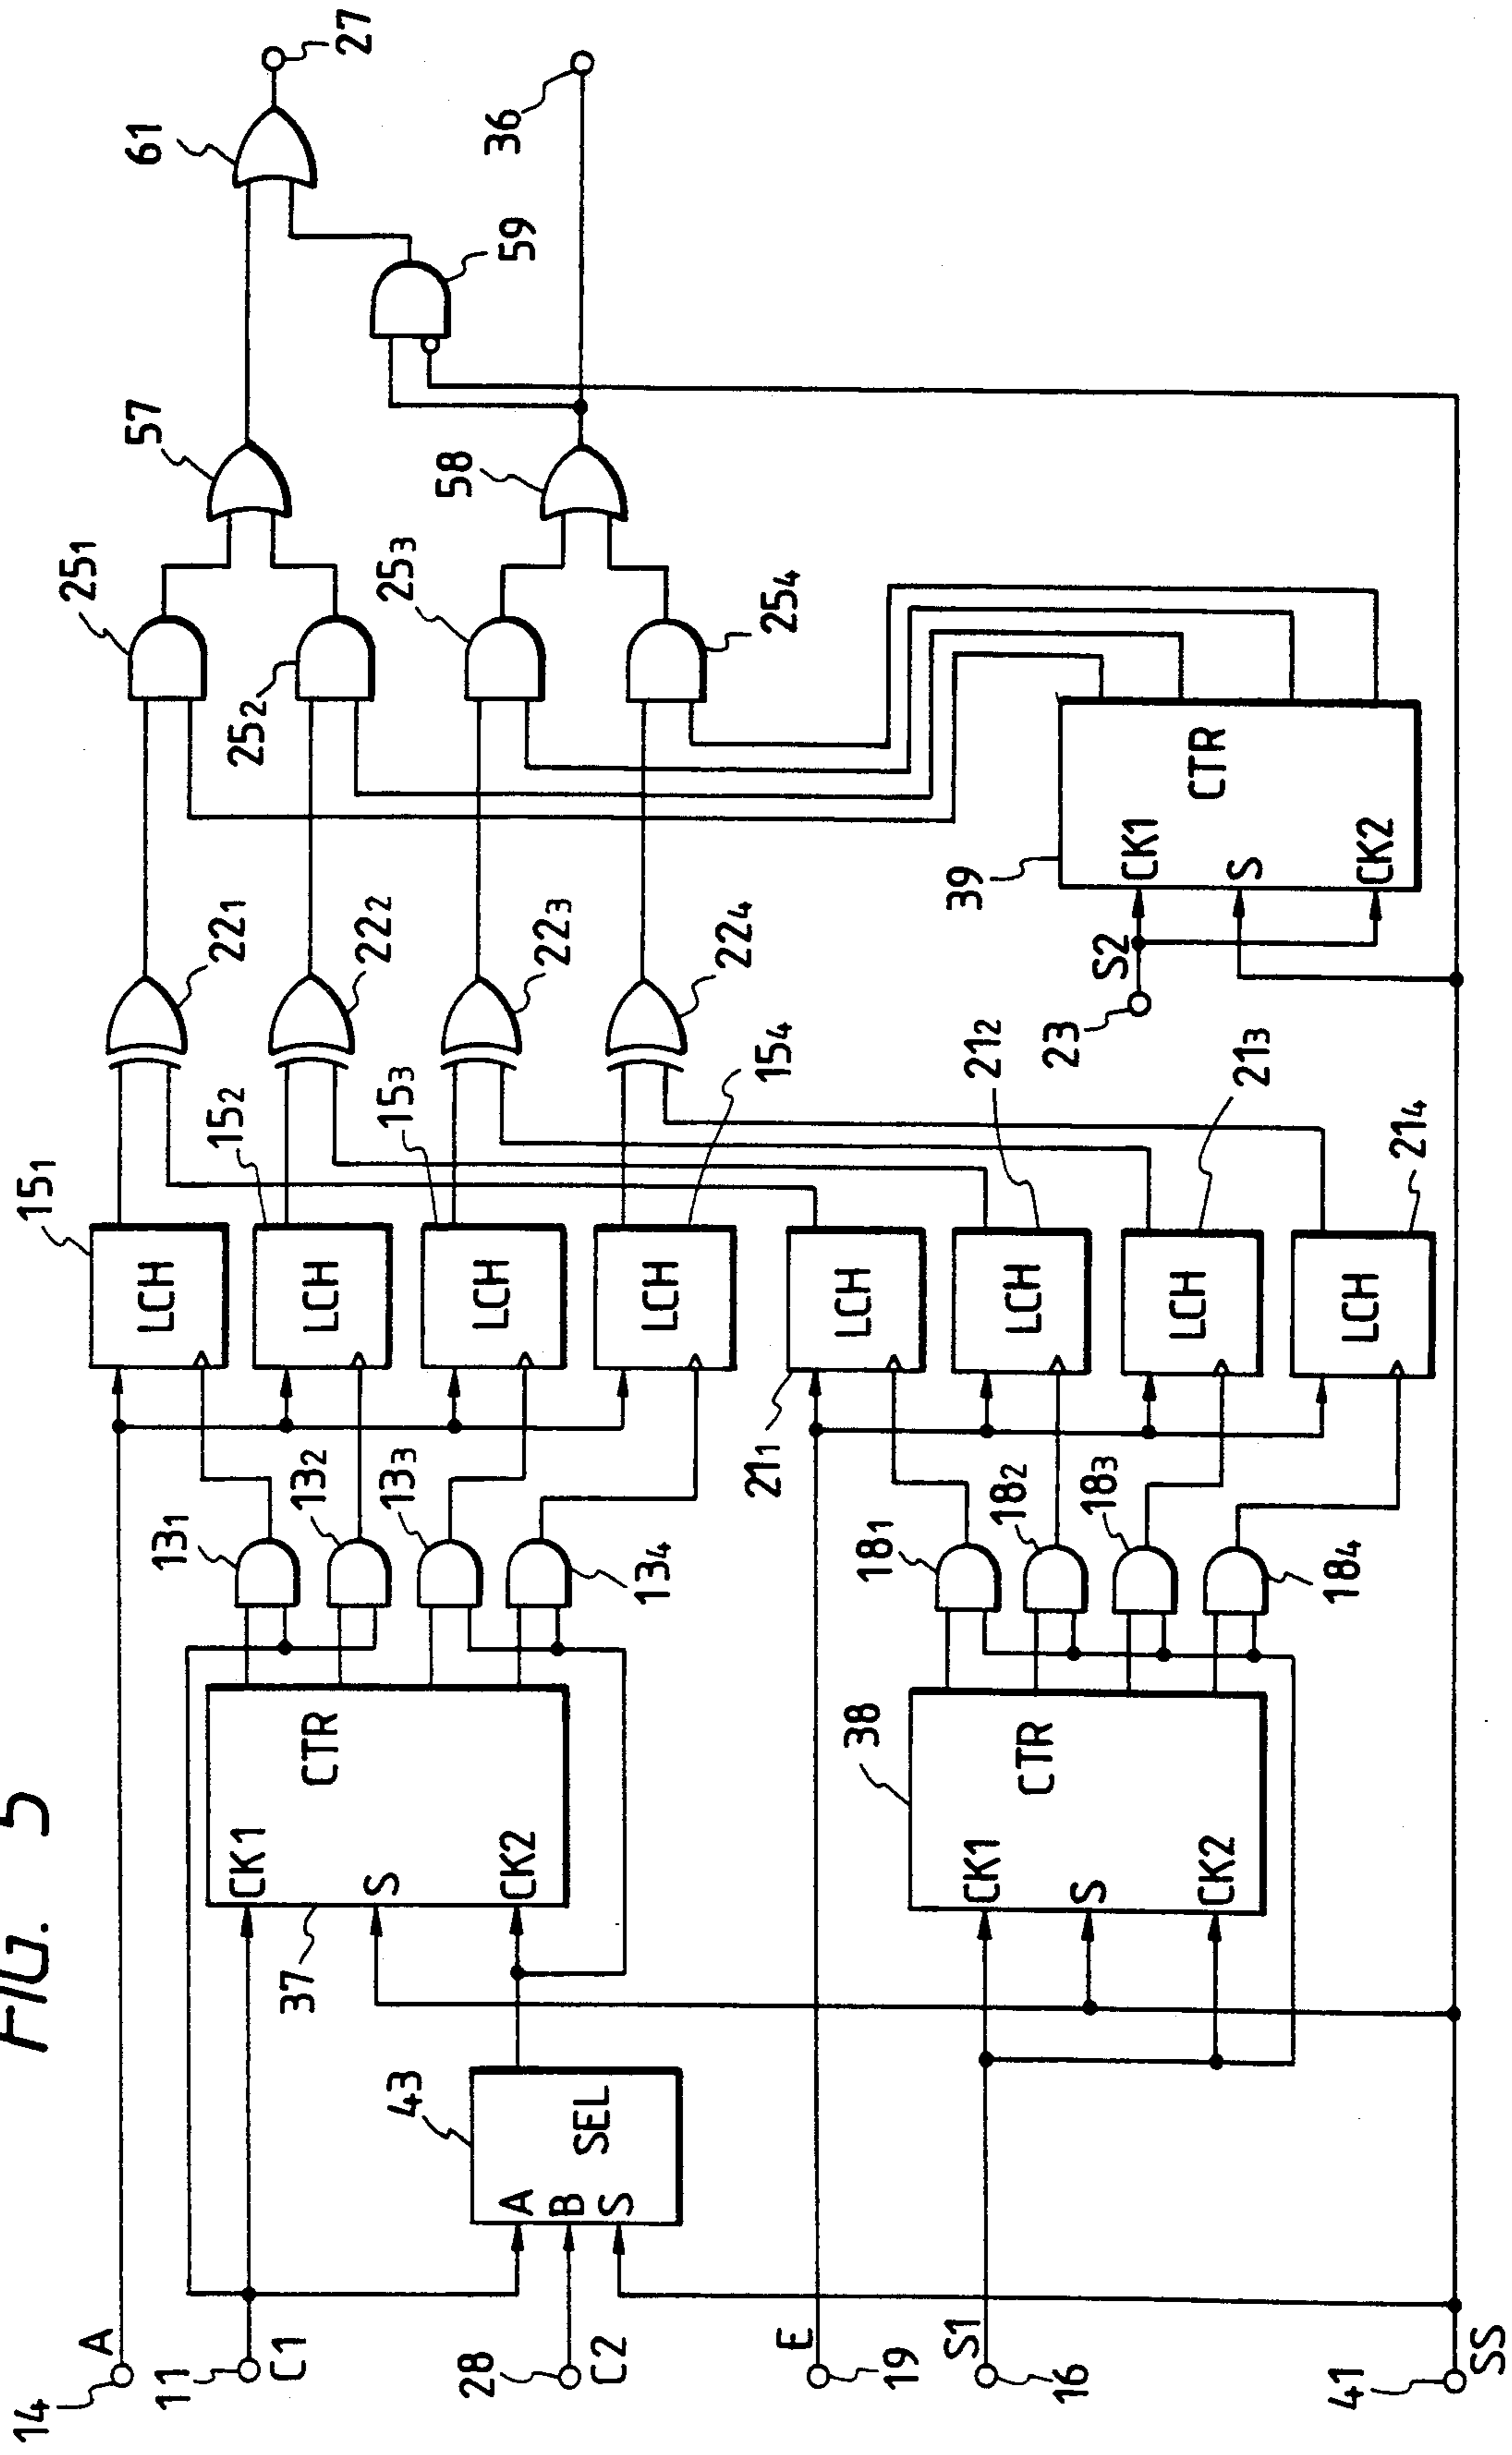 FIG. 5
14
A
11
C1
28
C2
E
19
S1
16
41
SS
43
A
B
S
SEL
37
CK1
S
CK2
CTR
38
CK1
S
CK2
CTR
131
132
133
134
181
182
183
184
151
LCH
152
LCH
153
LCH
154
LCH
211
LCH
212
LCH
213
LCH
214
LCH
221
222
223
224
23
S2
39
CK1
S
CK2
CTR
251
252
253
254
57
58
59
61
27
36